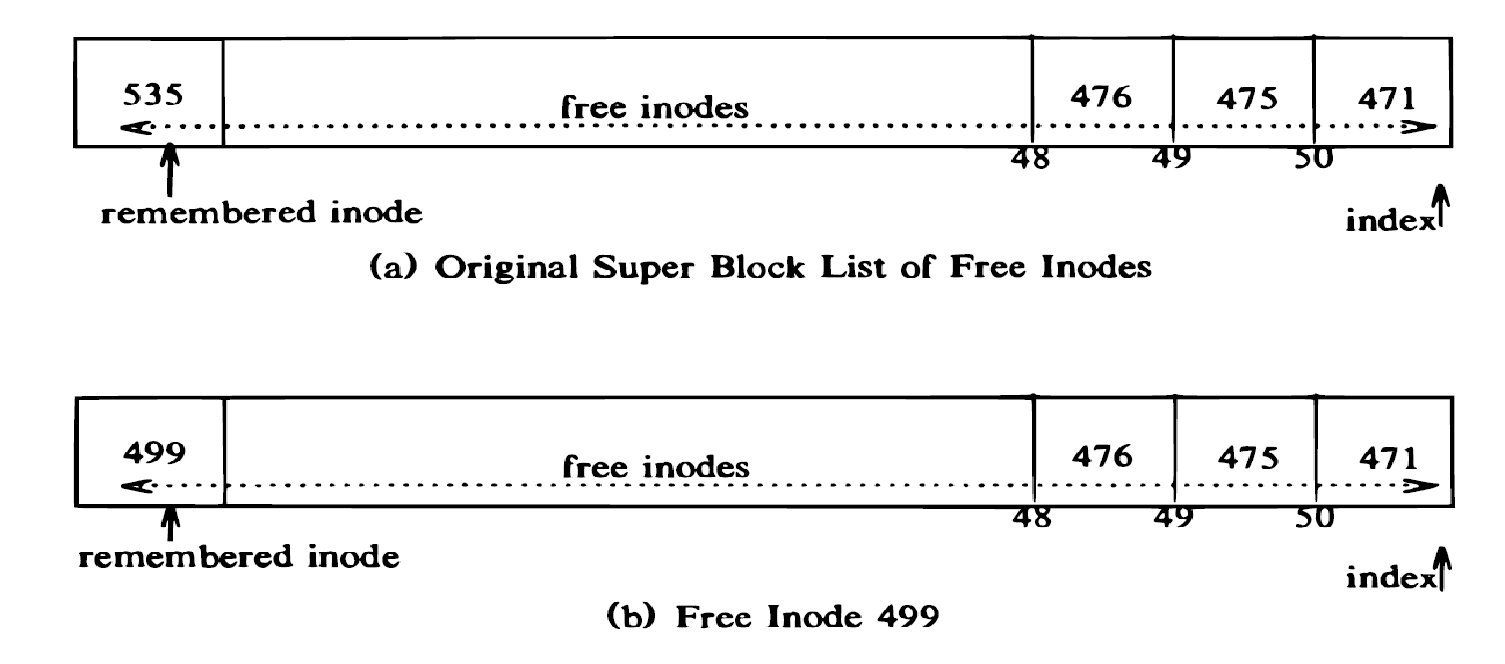 535 free inodes 476 475 471
48 49 50
remembered inode index
(a) Original Super Block List of Free Inodes
499 free inodes 476 475 471
48 49 50
remembered inode index
(b) Free Inode 499